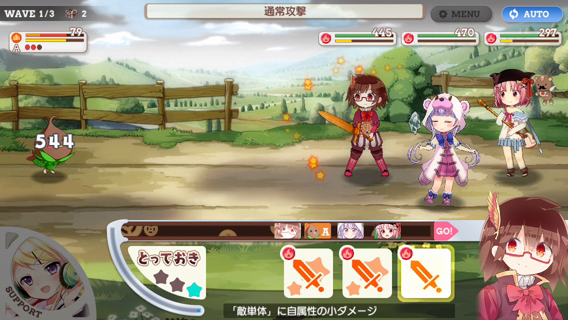 WAVE 1/3 2
通常攻撃
MENU
AUTO
79
A
445
470
297
544
A
GO!
とっておき
SUPPORT
「敵単体」に自属性の小ダメージ